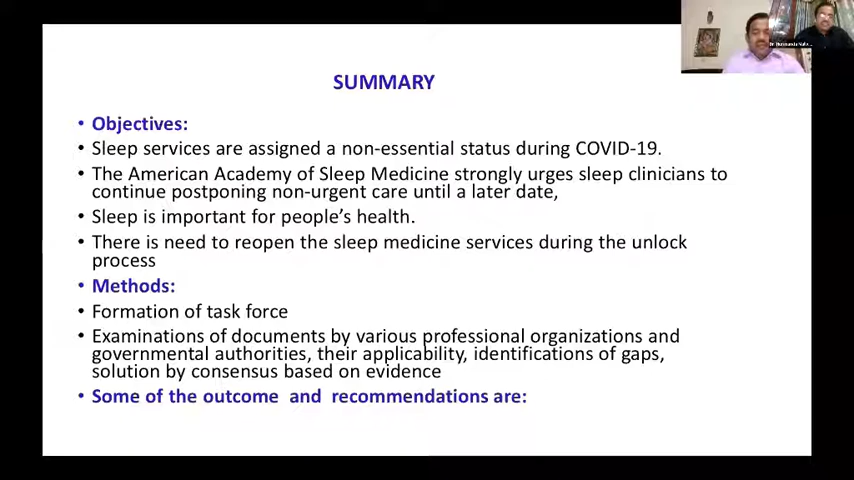 SUMMARY
• Objectives:
• Sleep services are assigned a non-essential status during COVID-19.
• The American Academy of Sleep Medicine strongly urges sleep clinicians to
continue postponing non-urgent care until a later date,
• Sleep is important for people’s health.
• There is need to reopen the sleep medicine services during the unlock
process
• Methods:
• Formation of task force
• Examinations of documents by various professional organizations and
governmental authorities, their applicability, identifications of gaps,
solution by consensus based on evidence
• Some of the outcome and recommendations are: